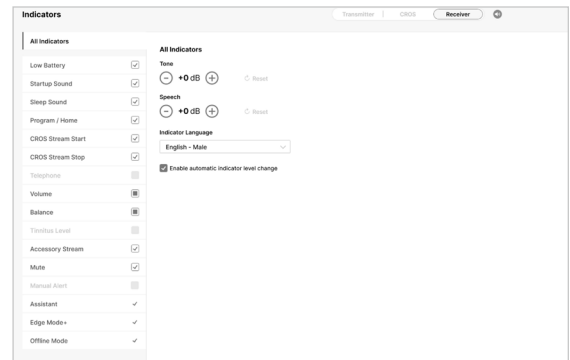 Indicators
Transmitter
CROS
Receiver
All Indicators
Low Battery
Startup Sound
Sleep Sound
Program / Home
CROS Stream Start
CROS Stream Stop
Telephone
Volume
Balance
Tinnitus Level
Accessory Stream
Mute
Manual Alert
Assistant
Edge Mode+
Offline Mode
All Indicators
Tone
+0 dB
Reset
Speech
+0 dB
Reset
Indicator Language
English - Male
Enable automatic indicator level change